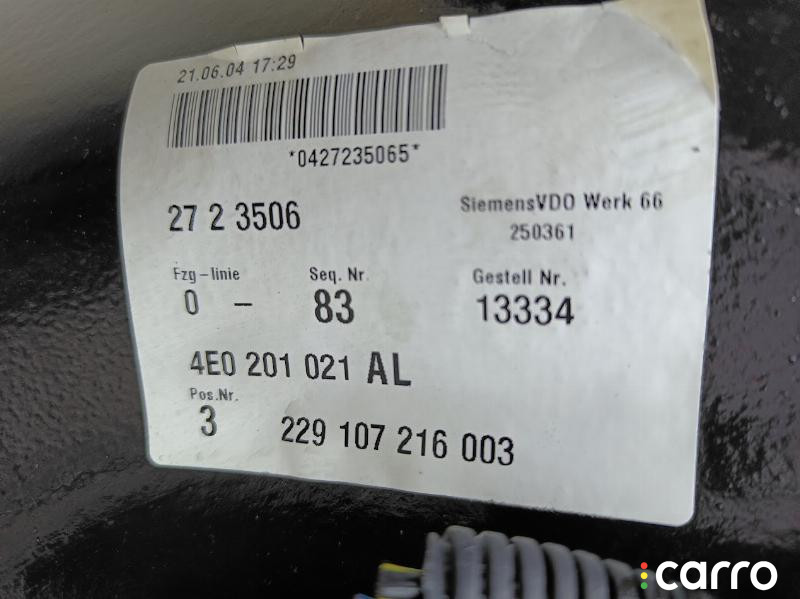 21.06.04 17:29
*0427235065*
27 2 3506
SiemensVDO Werk 66
250361
Fzg-linie Seq. Nr. Gestell Nr.
0 - 83 13334
4E0 201 021 AL
Pos.Nr.
3 229 107 216 003
carro